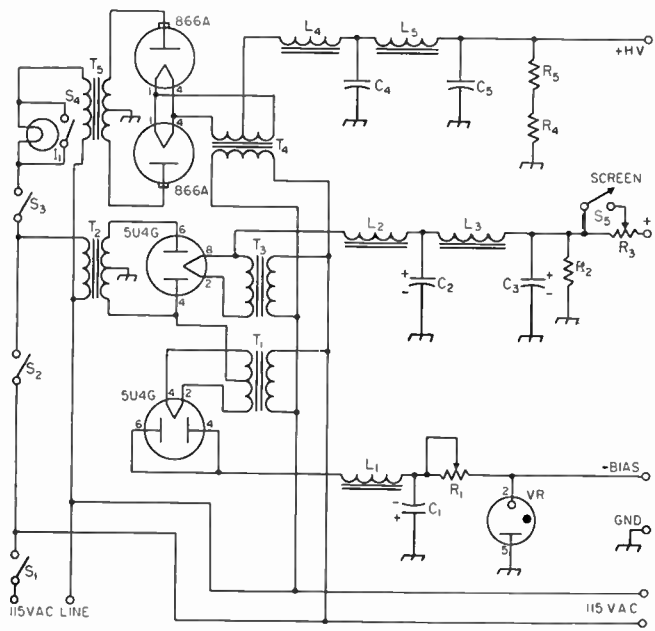 866A
L4
L5
+HV
T5
S4
1
4
C4
C5
R5
R4
1
4
T4
I1
866A
SCREEN
S3
S5
+
T2
5U4G
6
8
T3
L2
L3
R3
2
+
-
C2
C3
+
-
R2
4
S2
T1
5U4G
4
2
6
4
L1
-BIAS
R1
2
VR
-
+
C1
GND
5
S1
115VAC LINE
115 VAC